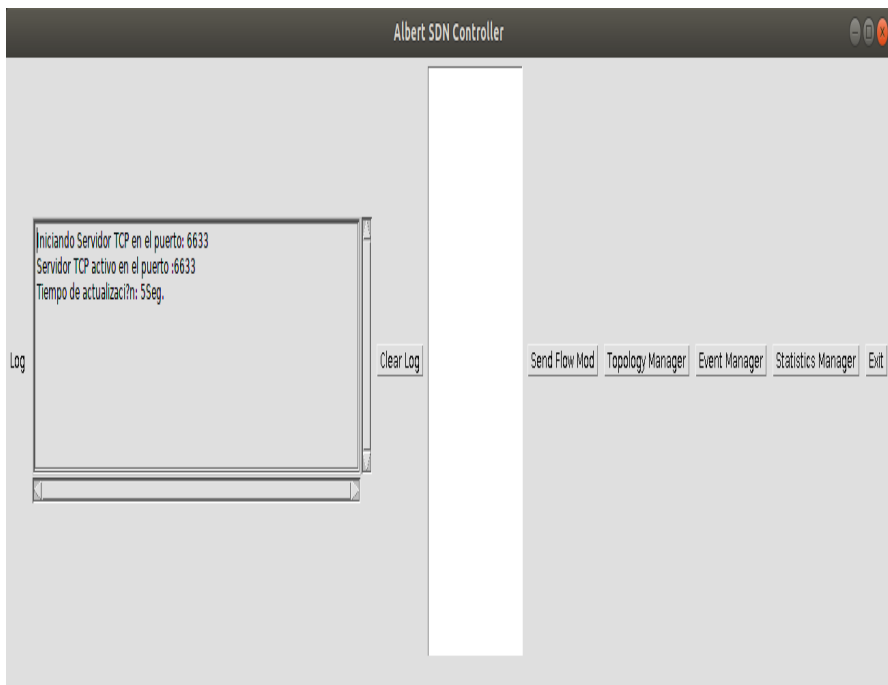 Albert SDN Controller
Iniciando Servidor TCP en el puerto: 6633
Servidor TCP activo en el puerto :6633
Tiempo de actualizaci?n: 5Seg.
Log
Clear Log
Send Flow Mod
Topology Manager
Event Manager
Statistics Manager
Exit